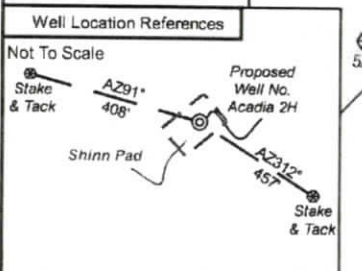 Well Location References
Not To Scale
Stake
& Tack
AZ91°
408'
Proposed
Well No.
Acadia 2H
Shinn Pad
AZ312°
457'
Stake
& Tack